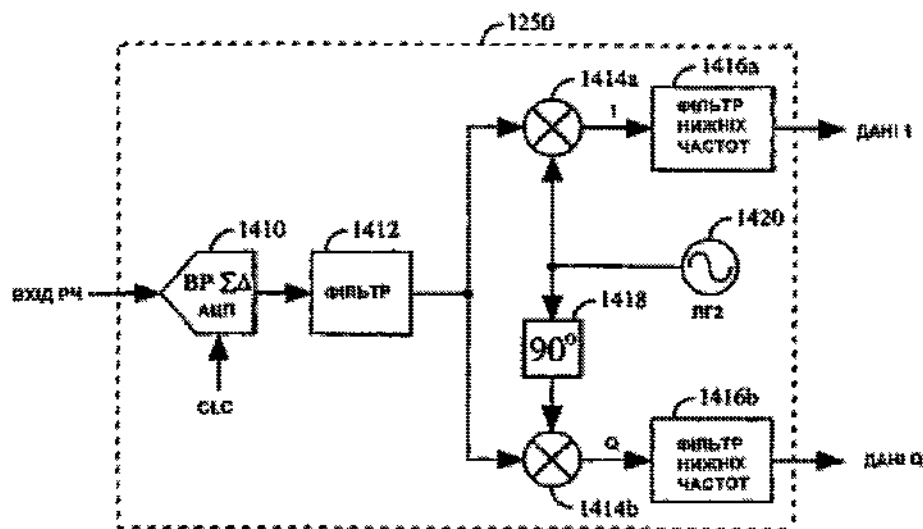 1250
1414a
1416a
I
ФІЛЬТР
НИЖНІХ
ЧАСТОТ
ДАНІ I
1410
1412
1420
ВХІД РЧ
BP ΣΔ
АЦП
ФІЛЬТР
1418
ЛГ2
90°
CLC
1416b
Q
ФІЛЬТР
НИЖНІХ
ЧАСТОТ
ДАНІ Q
1414b